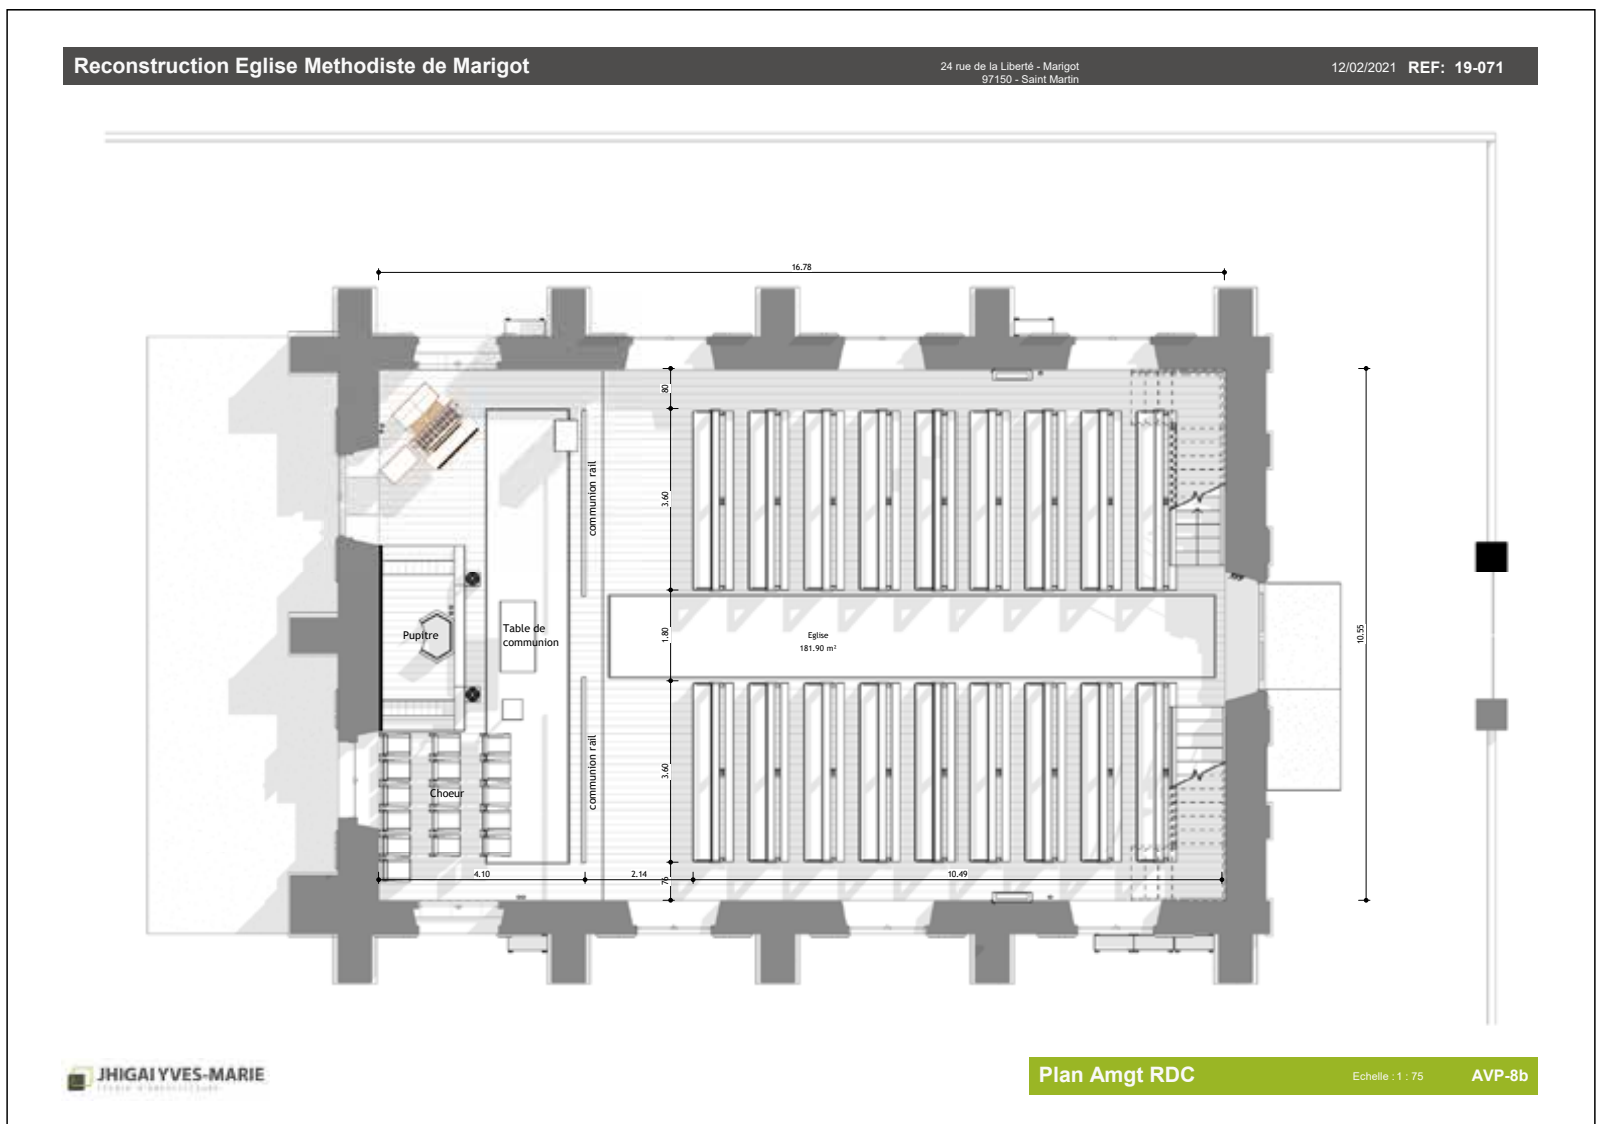 Reconstruction Eglise Methodiste de Marigot
24 rue de la Liberté - Marigot
97150 - Saint Martin
12/02/2021 REF: 19-071
16.78
80
3.60
1.80
3.60
76
10.55
communion rail
communion rail
Pupitre
Table de
communion
Eglise
181.90 m²
Choeur
4.10
2.14
10.49
JHIGAI YVES-MARIE
Plan Amgt RDC
Echelle : 1 : 75
AVP-8b